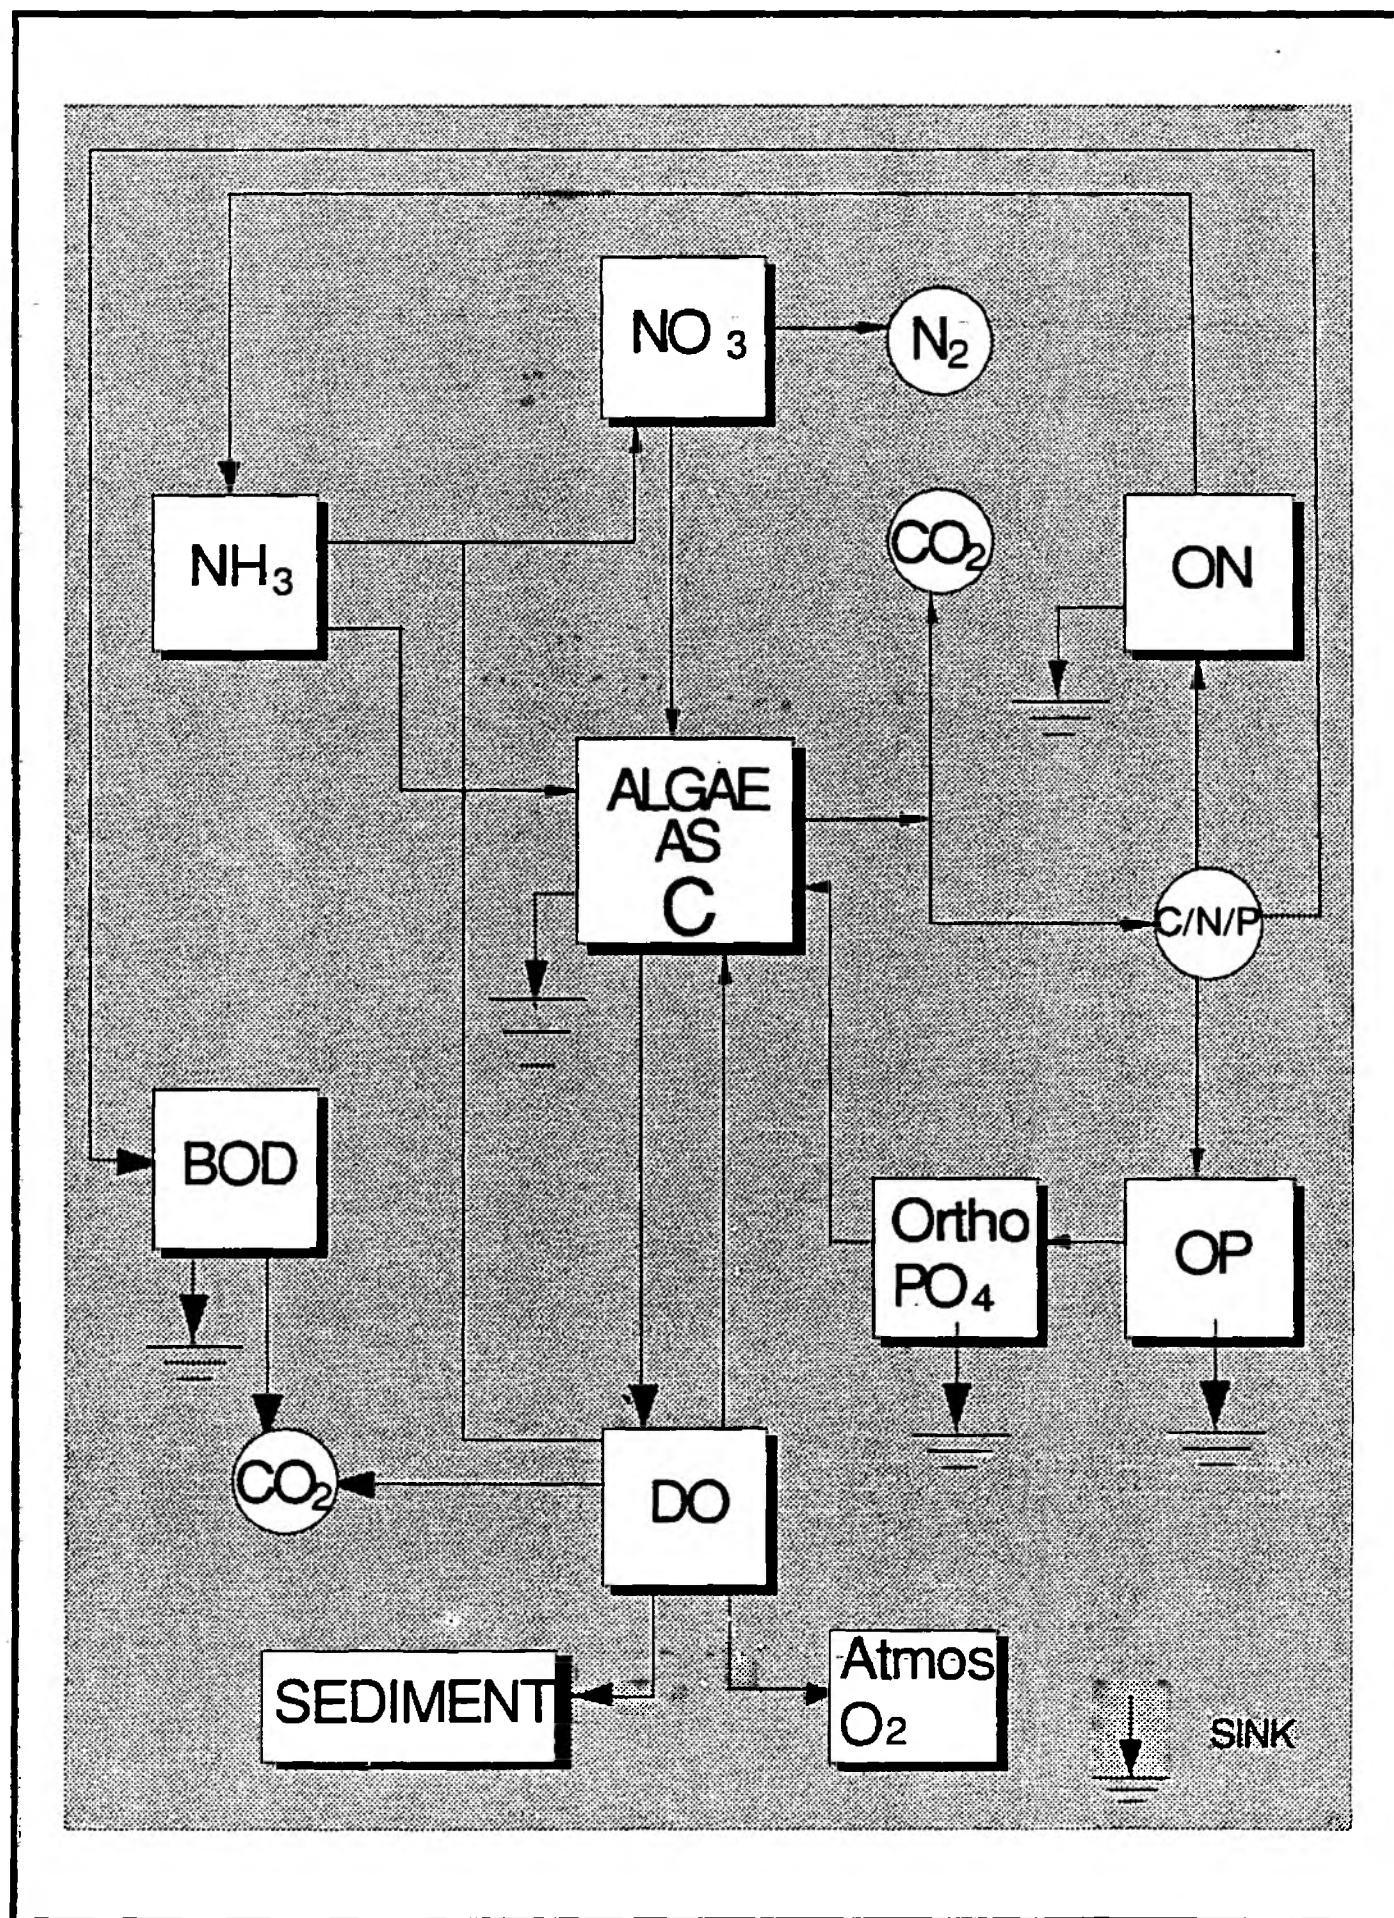 NO 3
N2
NH3
CO2
ON
ALGAE
AS
C
C/N/P
BOD
Ortho
PO4
OP
CO2
DO
SEDIMENT
Atmos
O2
SINK